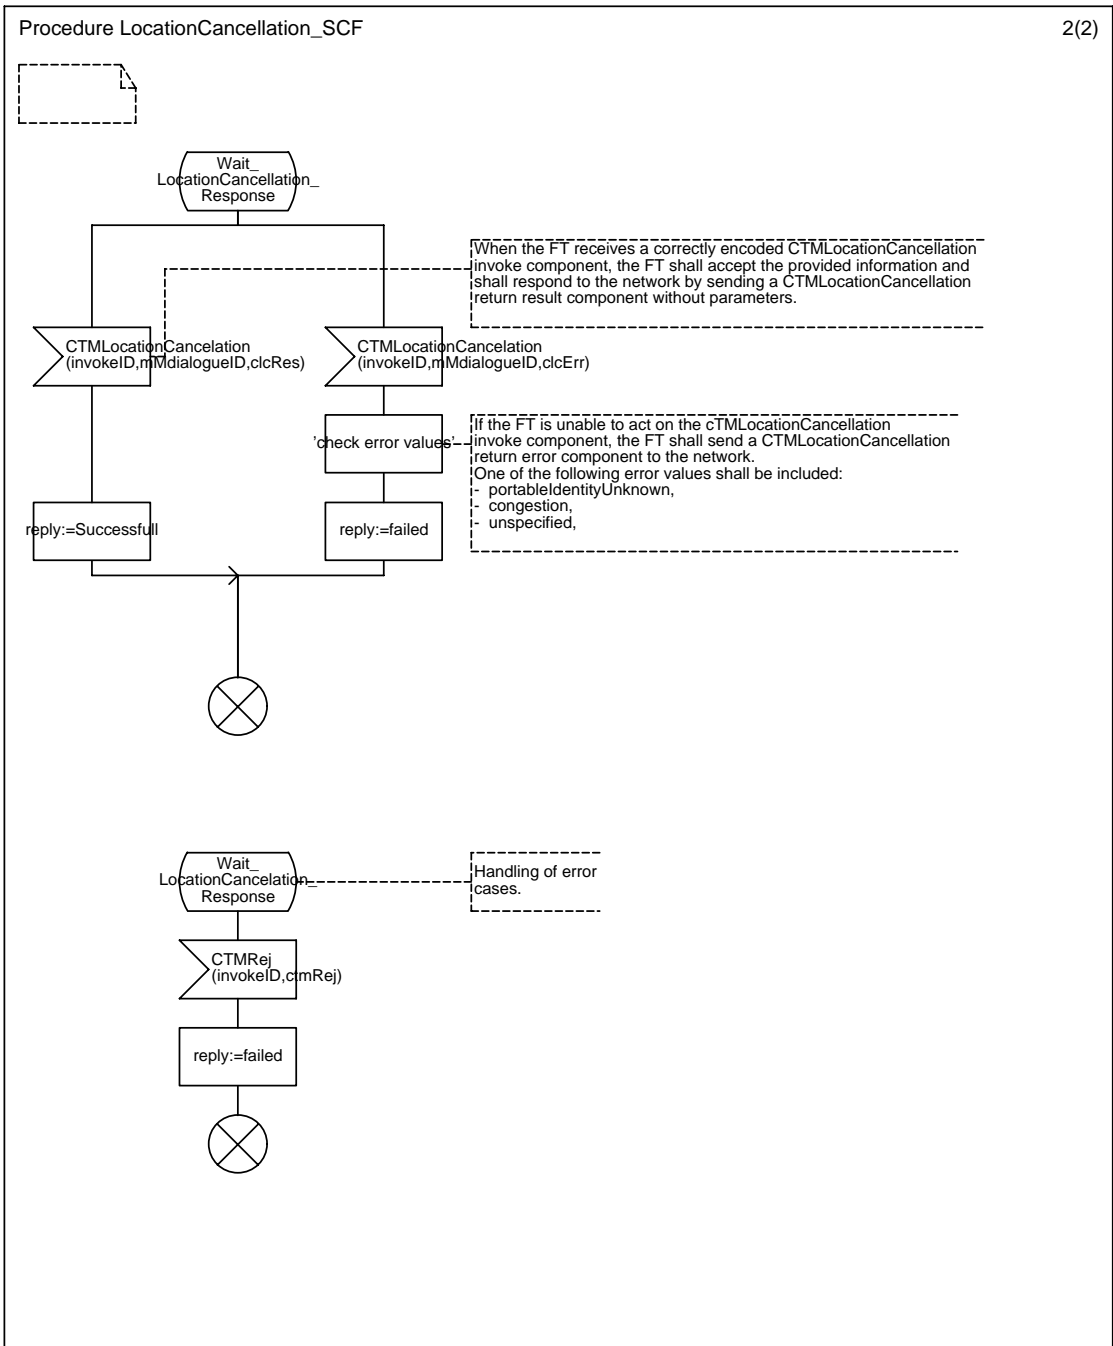 Procedure LocationCancellation_SCF
2(2)
Wait_
LocationCancellation_
Response
When the FT receives a correctly encoded CTMLocationCancellation
invoke component, the FT shall accept the provided information and
shall respond to the network by sending a CTMLocationCancellation
return result component without parameters.
CTMLocationCancelation
(invokeID,mMdialogueID,clcRes)
CTMLocationCancelation
(invokeID,mMdialogueID,clcErr)
'check error values'
If the FT is unable to act on the cTMLocationCancellation
invoke component, the FT shall send a CTMLocationCancellation
return error component to the network.
One of the following error values shall be included:
- portableIdentityUnknown,
- congestion,
- unspecified,
reply:=Successfull
reply:=failed
Wait_
LocationCancelation_
Response
Handling of error
cases.
CTMRej
(invokeID,ctmRej)
reply:=failed